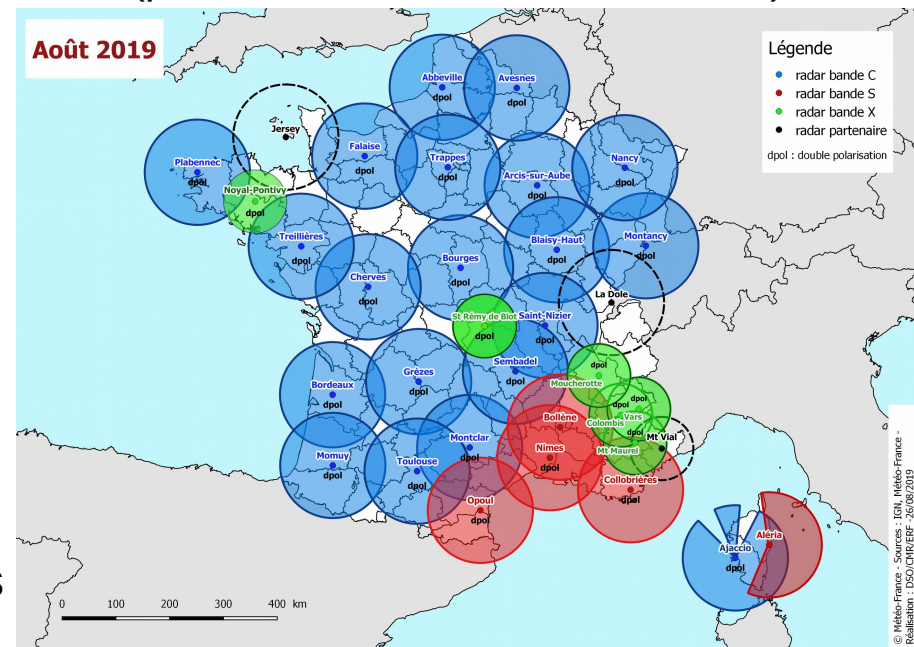 Août 2019
Légende
radar bande C
radar bande S
radar bande X
radar partenaire
dpol : double polarisation
Abbeville
dpol
Avesnes
dpol
Jersey
Falaise
dpol
Trappes
dpol
Plabennec
dpol
Noyal-Pontivy
dpol
Arcis-sur-Aube
dpol
Nancy
dpol
Treillières
dpol
Blaisy-Haut
dpol
Montancy
dpol
Bourges
dpol
Cherves
dpol
La Dole
St Rémy de Blot
dpol
Saint-Nizier
dpol
Sembadel
dpol
Grèzes
dpol
Bordeaux
dpol
dpol
Moucherotte
dpol
dpol
Colombis
Vars
dpol
Mt Maurel
Mt Vial
Bollène
Nimes
dpol
Montclar
dpol
Momuy
dpol
Toulouse
dpol
Collobrières
dpol
Opoul
dpol
Aléria
Ajaccio
dpol
0 100 200 300 400 km
© Météo-France - Sources : IGN, Météo-France -
Réalisation : DSO/CMR/ERF -26/08/2019